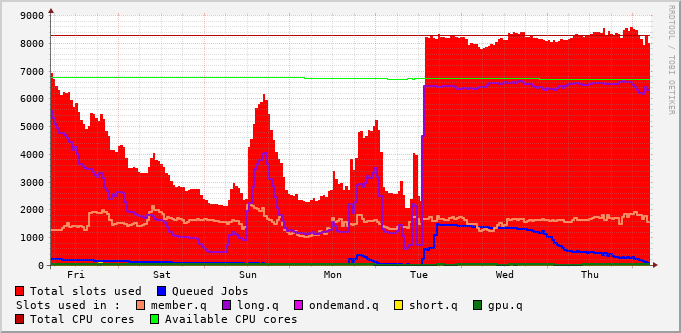 9000
8000
7000
6000
5000
4000
3000
2000
1000
0
Fri Sat Sun Mon Tue Wed Thu
RRDTOOL / TOBI OETIKER
Total slots used Queued Jobs
Slots used in : member.q long.q ondemand.q short.q gpu.q
Total CPU cores Available CPU cores